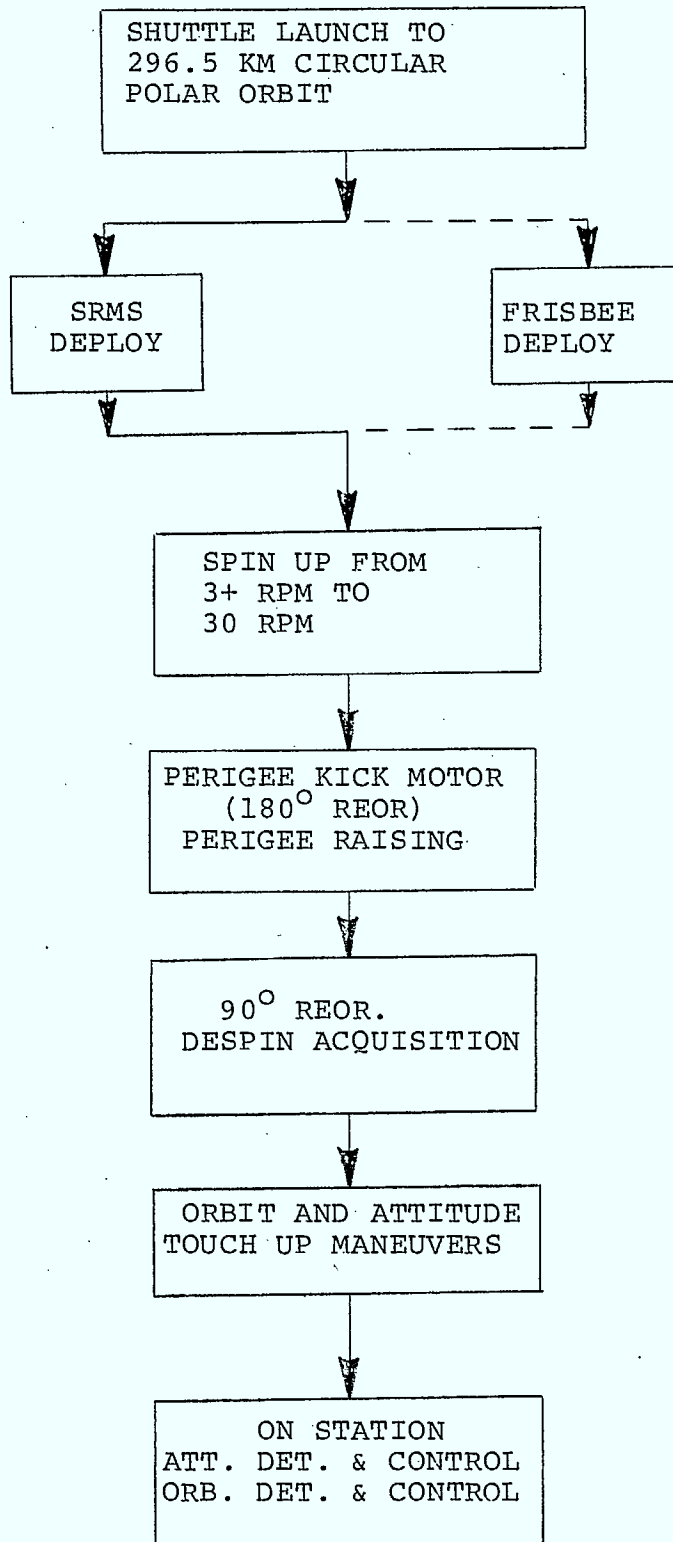 SHUTTLE LAUNCH TO
296.5 KM CIRCULAR
POLAR ORBIT
SRMS
DEPLOY
FRISBEE
DEPLOY
SPIN UP FROM
3+ RPM TO
30 RPM
PERIGEE KICK MOTOR
(180° REOR)
PERIGEE RAISING
90° REOR.
DESPIN ACQUISITION
ORBIT AND ATTITUDE
TOUCH UP MANEUVERS
ON STATION
ATT. DET. & CONTROL
ORB. DET. & CONTROL